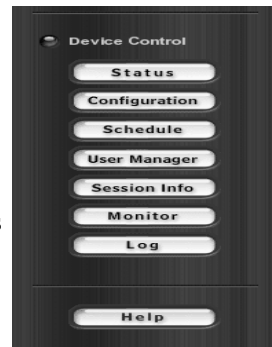 Device Control
Status
Configuration
Schedule
User Manager
Session Info
Monitor
Log
Help